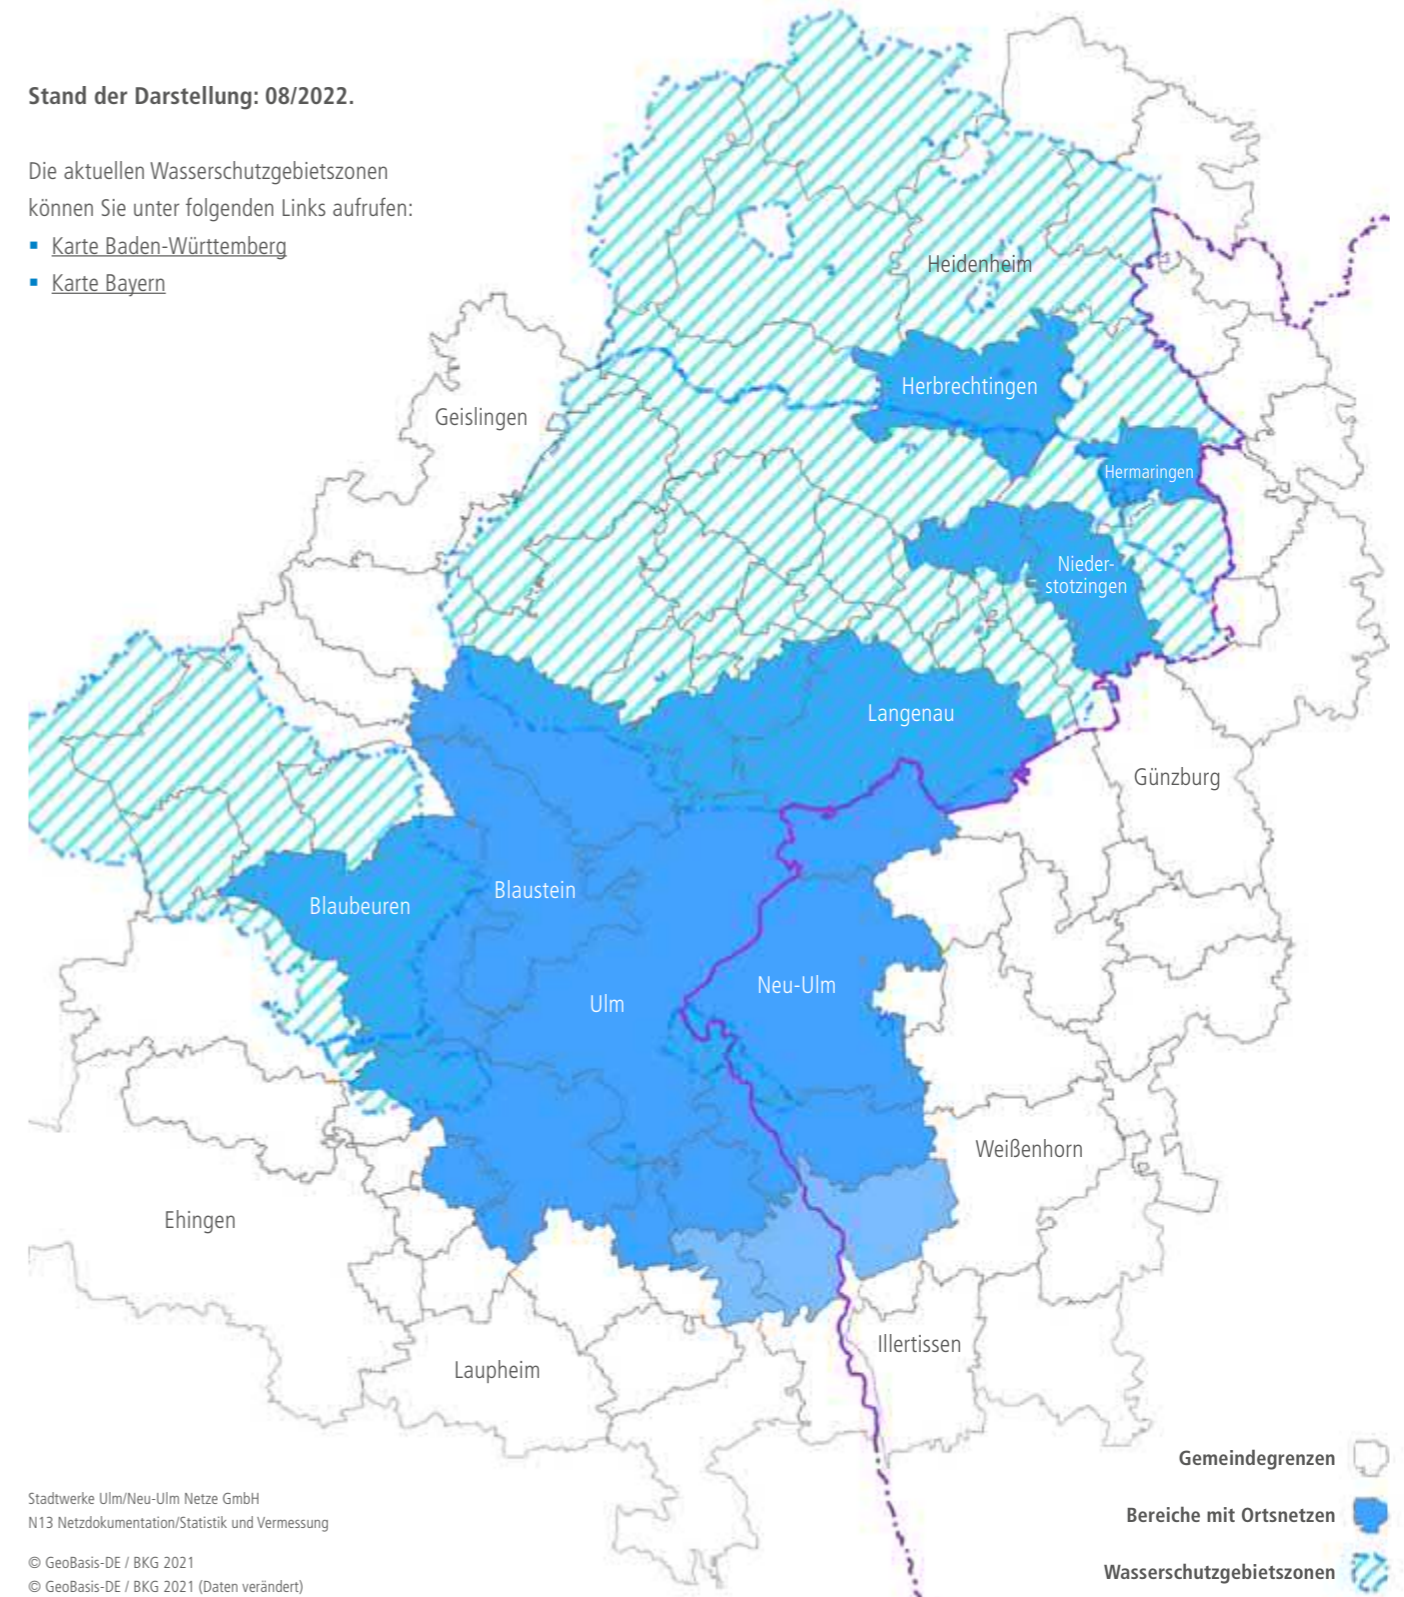 Stand der Darstellung: 08/2022.
Die aktuellen Wasserschutzgebietszonen
können Sie unter folgenden Links aufrufen:
▪ Karte Baden-Württemberg
▪ Karte Bayern
Heidenheim
Herbrechtingen
Geislingen
Hermaringen
Nieder-
stotzingen
Langenau
Günzburg
Blaustein
Blaubeuren
Neu-Ulm
Ulm
Weißenhorn
Ehingen
Illertissen
Laupheim
Gemeindegrenzen
Bereiche mit Ortsnetzen
Wasserschutzgebietszonen
Stadtwerke Ulm/Neu-Ulm Netze GmbH
N13 Netzdokumentation/Statistik und Vermessung
© GeoBasis-DE / BKG 2021
© GeoBasis-DE / BKG 2021 (Daten verändert)